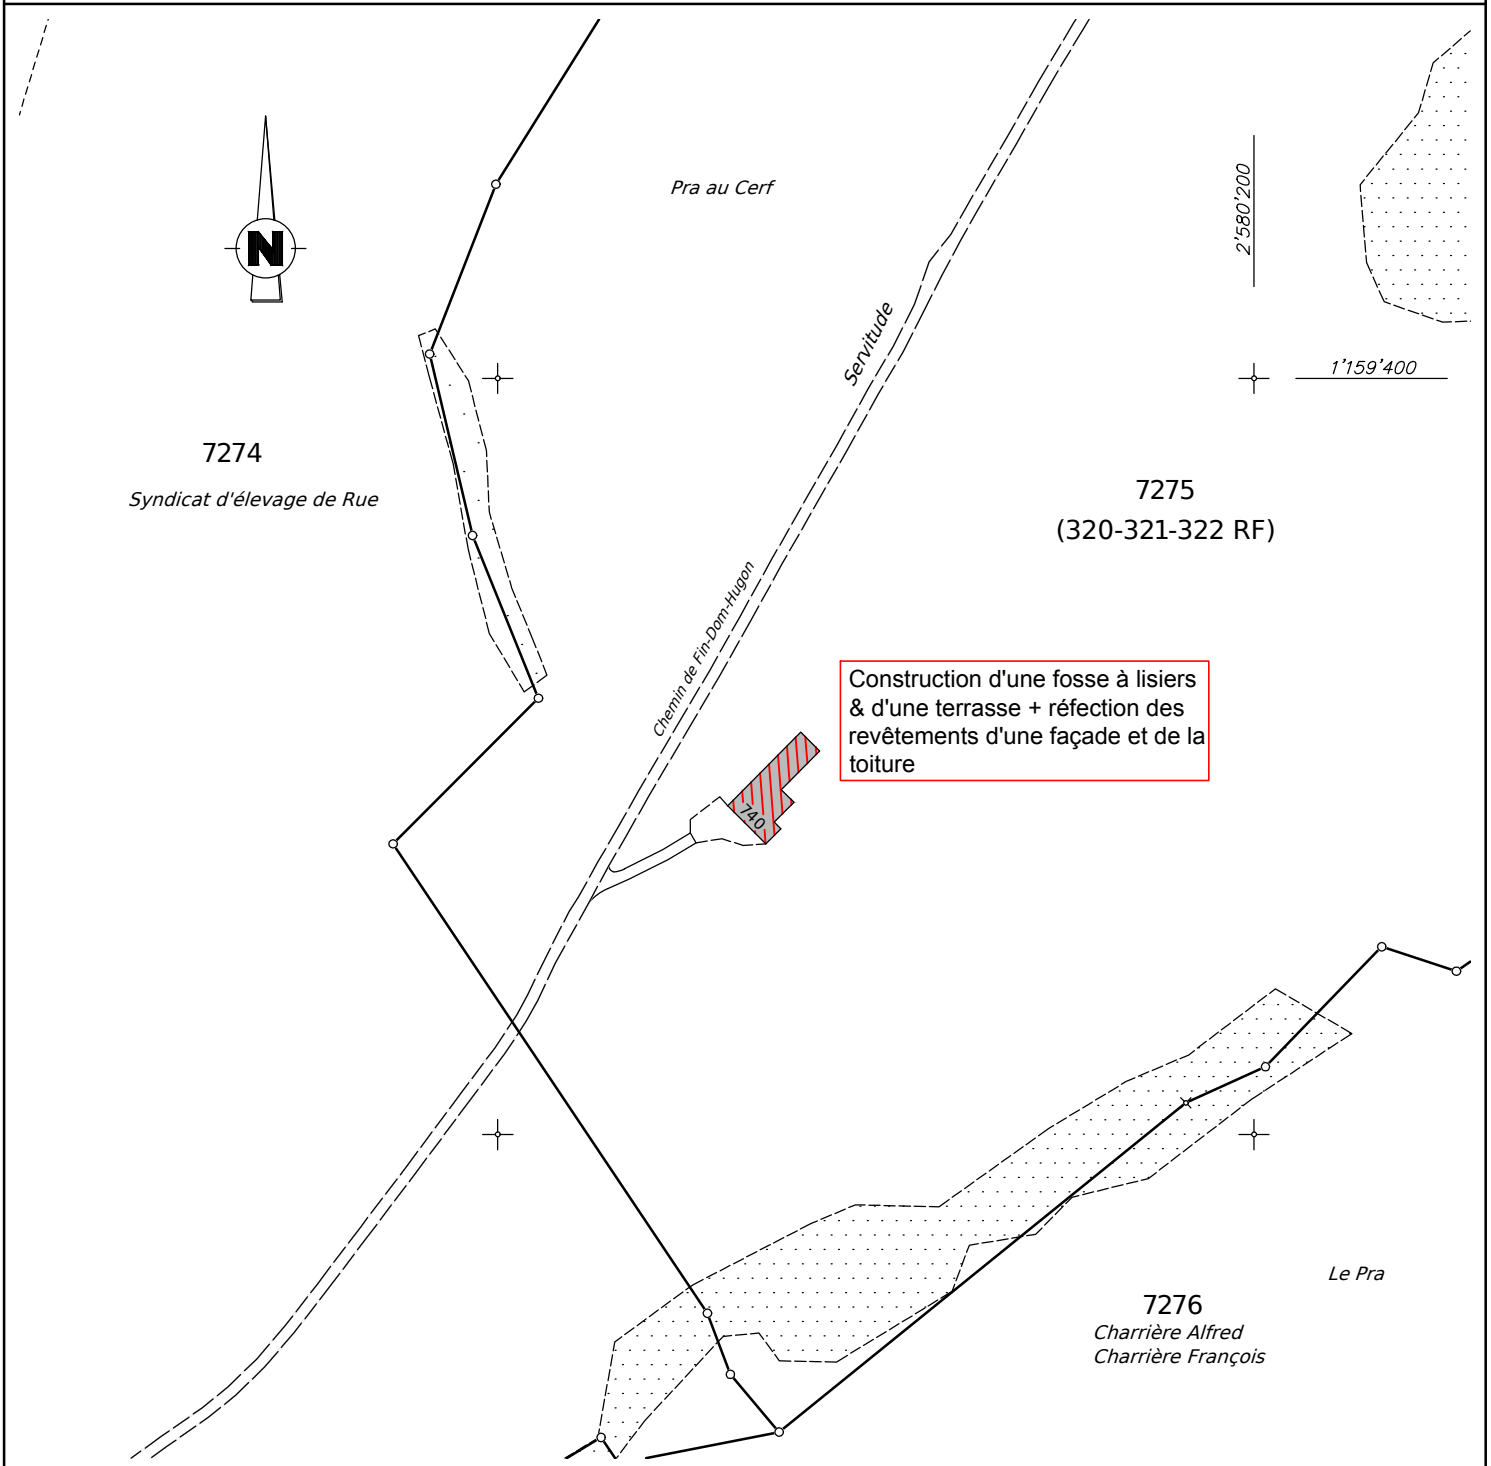 N
Pra au Cerf
2'580'200
Servitude
1'159'400
7274
Syndicat d'élevage de Rue
7275
(320-321-322 RF)
Chemin de Fin-Dom-Hugon
Construction d'une fosse à lisiers
& d'une terrasse + réfection des
revêtements d'une façade et de la
toiture
740
Le Pra
7276
Charrière Alfred
Charrière François